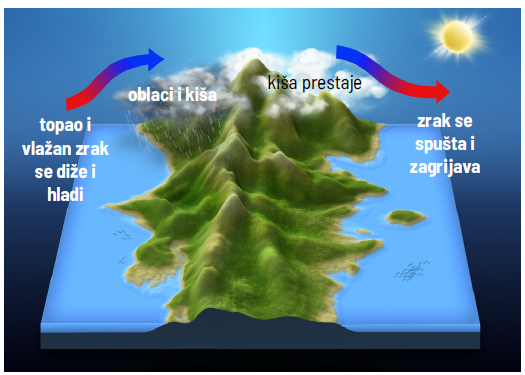 topao i
vlažan zrak
se diže i
hladi
oblaci i kiša
kiša prestaje
zrak se
spušta i
zagrijava